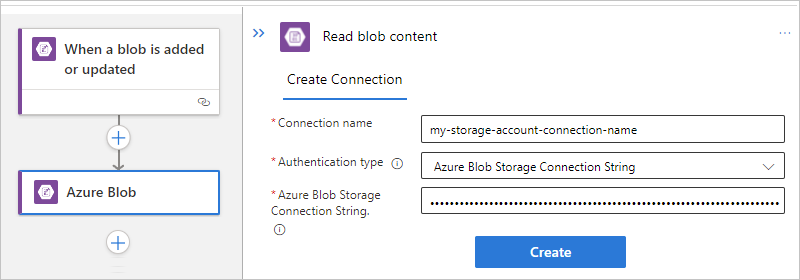 When a blob is added
or updated
Azure Blob
Read blob content
Create Connection
* Connection name
my-storage-account-connection-name
* Authentication type
Azure Blob Storage Connection String
* Azure Blob Storage
Connection String.
••••••••••••••••••••••••••••••••••••••••••••••••••••••••••••••••••••••
Create